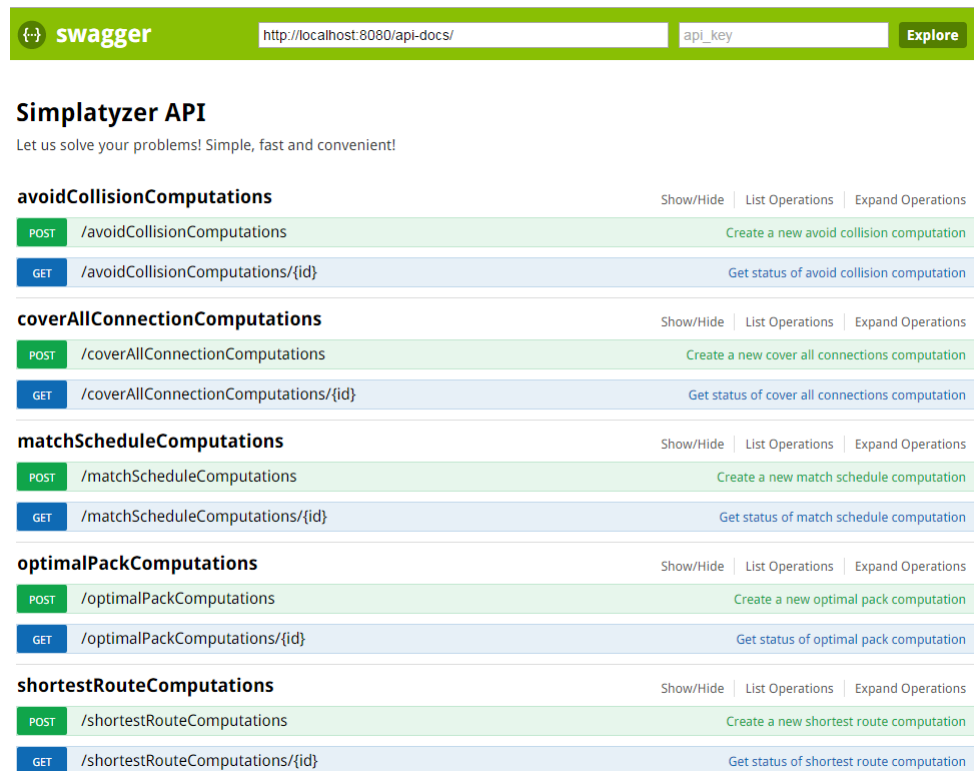 {··} swagger http://localhost:8080/api-docs/ api_key Explore
Simplatyzer API
Let us solve your problems! Simple, fast and convenient!
avoidCollisionComputations Show/Hide List Operations Expand Operations
POST /avoidCollisionComputations Create a new avoid collision computation
GET /avoidCollisionComputations/{id} Get status of avoid collision computation
coverAllConnectionComputations Show/Hide List Operations Expand Operations
POST /coverAllConnectionComputations Create a new cover all connections computation
GET /coverAllConnectionComputations/{id} Get status of cover all connections computation
matchScheduleComputations Show/Hide List Operations Expand Operations
POST /matchScheduleComputations Create a new match schedule computation
GET /matchScheduleComputations/{id} Get status of match schedule computation
optimalPackComputations Show/Hide List Operations Expand Operations
POST /optimalPackComputations Create a new optimal pack computation
GET /optimalPackComputations/{id} Get status of optimal pack computation
shortestRouteComputations Show/Hide List Operations Expand Operations
POST /shortestRouteComputations Create a new shortest route computation
GET /shortestRouteComputations/{id} Get status of shortest route computation